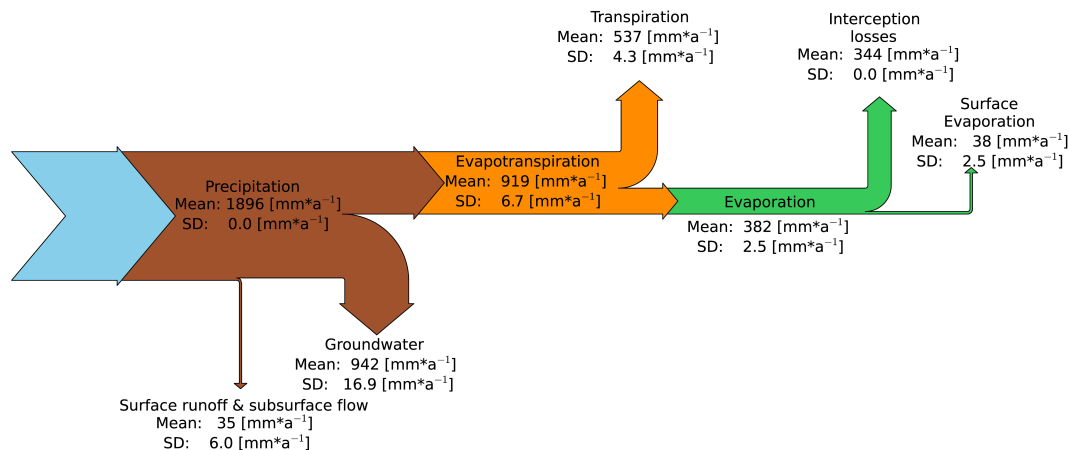 Transpiration
Mean: 537 [mm*a⁻¹]
SD: 4.3 [mm*a⁻¹]
Interception
losses
Mean: 344 [mm*a⁻¹]
SD: 0.0 [mm*a⁻¹]
Surface
Evaporation
Mean: 38 [mm*a⁻¹]
SD: 2.5 [mm*a⁻¹]
Precipitation
Mean: 1896 [mm*a⁻¹]
SD: 0.0 [mm*a⁻¹]
Evapotranspiration
Mean: 919 [mm*a⁻¹]
SD: 6.7 [mm*a⁻¹]
Evaporation
Mean: 382 [mm*a⁻¹]
SD: 2.5 [mm*a⁻¹]
Groundwater
Mean: 942 [mm*a⁻¹]
SD: 16.9 [mm*a⁻¹]
Surface runoff & subsurface flow
Mean: 35 [mm*a⁻¹]
SD: 6.0 [mm*a⁻¹]